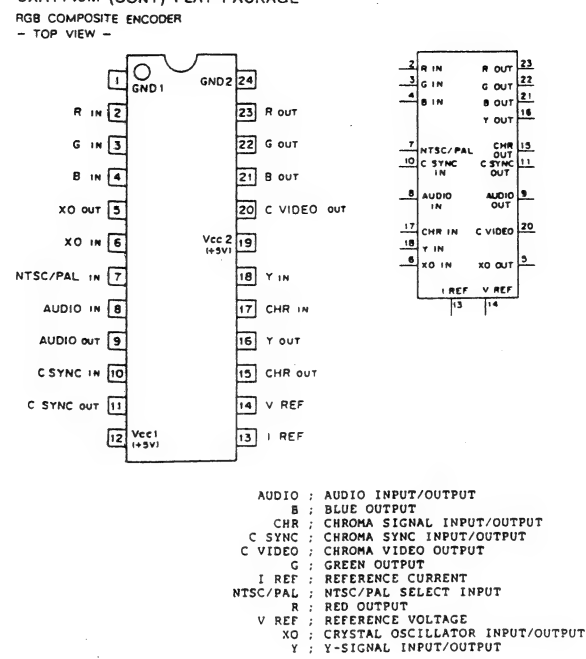 (CONT) FLAT PACKAGE
RGB COMPOSITE ENCODER
- TOP VIEW -
1 GND1 GND2 24
R IN 2 23 R OUT
G IN 3 22 G OUT
B IN 4 21 B OUT
XO OUT 5 20 C VIDEO OUT
XO IN 6 Vcc2 (+5V) 19
NTSC/PAL IN 7 18 Y IN
AUDIO IN 8 17 CHR IN
AUDIO OUT 9 16 Y OUT
C SYNC IN 10 15 CHR OUT
C SYNC OUT 11 14 V REF
12 Vcc1 (+5V) 13 I REF
2 R IN R OUT 23
3 G IN G OUT 22
4 B IN B OUT 21
Y OUT 16
7 NTSC/PAL CHR OUT 15
10 C SYNC IN C SYNC OUT 11
8 AUDIO IN AUDIO OUT 9
17 CHR IN C VIDEO 20
18 Y IN
6 XO IN XO OUT 5
I REF V REF
13 14
AUDIO ; AUDIO INPUT/OUTPUT
B ; BLUE OUTPUT
CHR ; CHROMA SIGNAL INPUT/OUTPUT
C SYNC ; CHROMA SYNC INPUT/OUTPUT
C VIDEO ; CHROMA VIDEO OUTPUT
G ; GREEN OUTPUT
I REF ; REFERENCE CURRENT
NTSC/PAL ; NTSC/PAL SELECT INPUT
R ; RED OUTPUT
V REF ; REFERENCE VOLTAGE
XO ; CRYSTAL OSCILLATOR INPUT/OUTPUT
Y ; Y-SIGNAL INPUT/OUTPUT